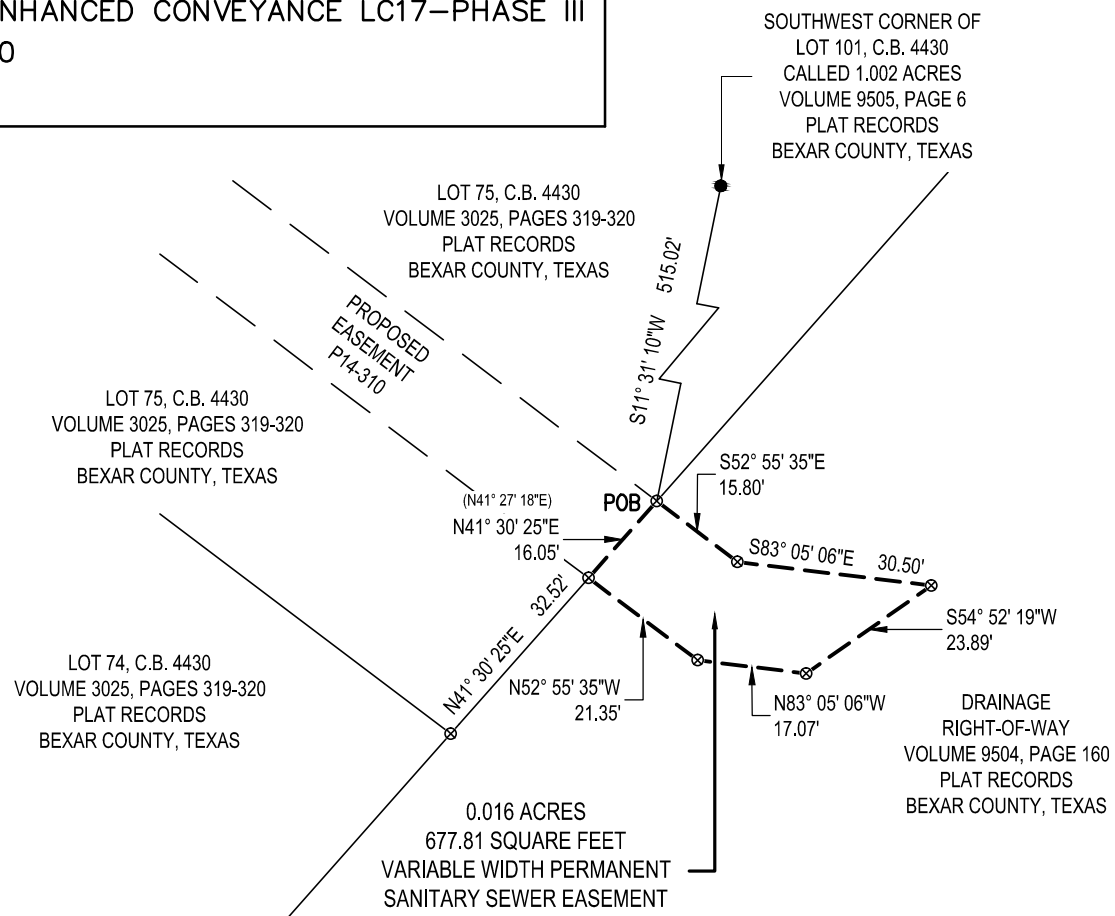 NHANCED CONVEYANCE LC17–PHASE III
0
SOUTHWEST CORNER OF
LOT 101, C.B. 4430
CALLED 1.002 ACRES
VOLUME 9505, PAGE 6
PLAT RECORDS
BEXAR COUNTY, TEXAS
LOT 75, C.B. 4430
VOLUME 3025, PAGES 319-320
PLAT RECORDS
BEXAR COUNTY, TEXAS
S11° 31' 10"W 515.02'
PROPOSED
EASEMENT
P14-310
LOT 75, C.B. 4430
VOLUME 3025, PAGES 319-320
PLAT RECORDS
BEXAR COUNTY, TEXAS
S52° 55' 35"E
15.80'
POB
(N41° 27' 18"E)
N41° 30' 25"E
16.05'
S83° 05' 06"E 30.50'
N41° 30' 25"E 32.52'
S54° 52' 19"W
23.89'
LOT 74, C.B. 4430
VOLUME 3025, PAGES 319-320
PLAT RECORDS
BEXAR COUNTY, TEXAS
N52° 55' 35"W
21.35'
N83° 05' 06"W
17.07'
DRAINAGE
RIGHT-OF-WAY
VOLUME 9504, PAGE 160
PLAT RECORDS
BEXAR COUNTY, TEXAS
0.016 ACRES
677.81 SQUARE FEET
VARIABLE WIDTH PERMANENT
SANITARY SEWER EASEMENT